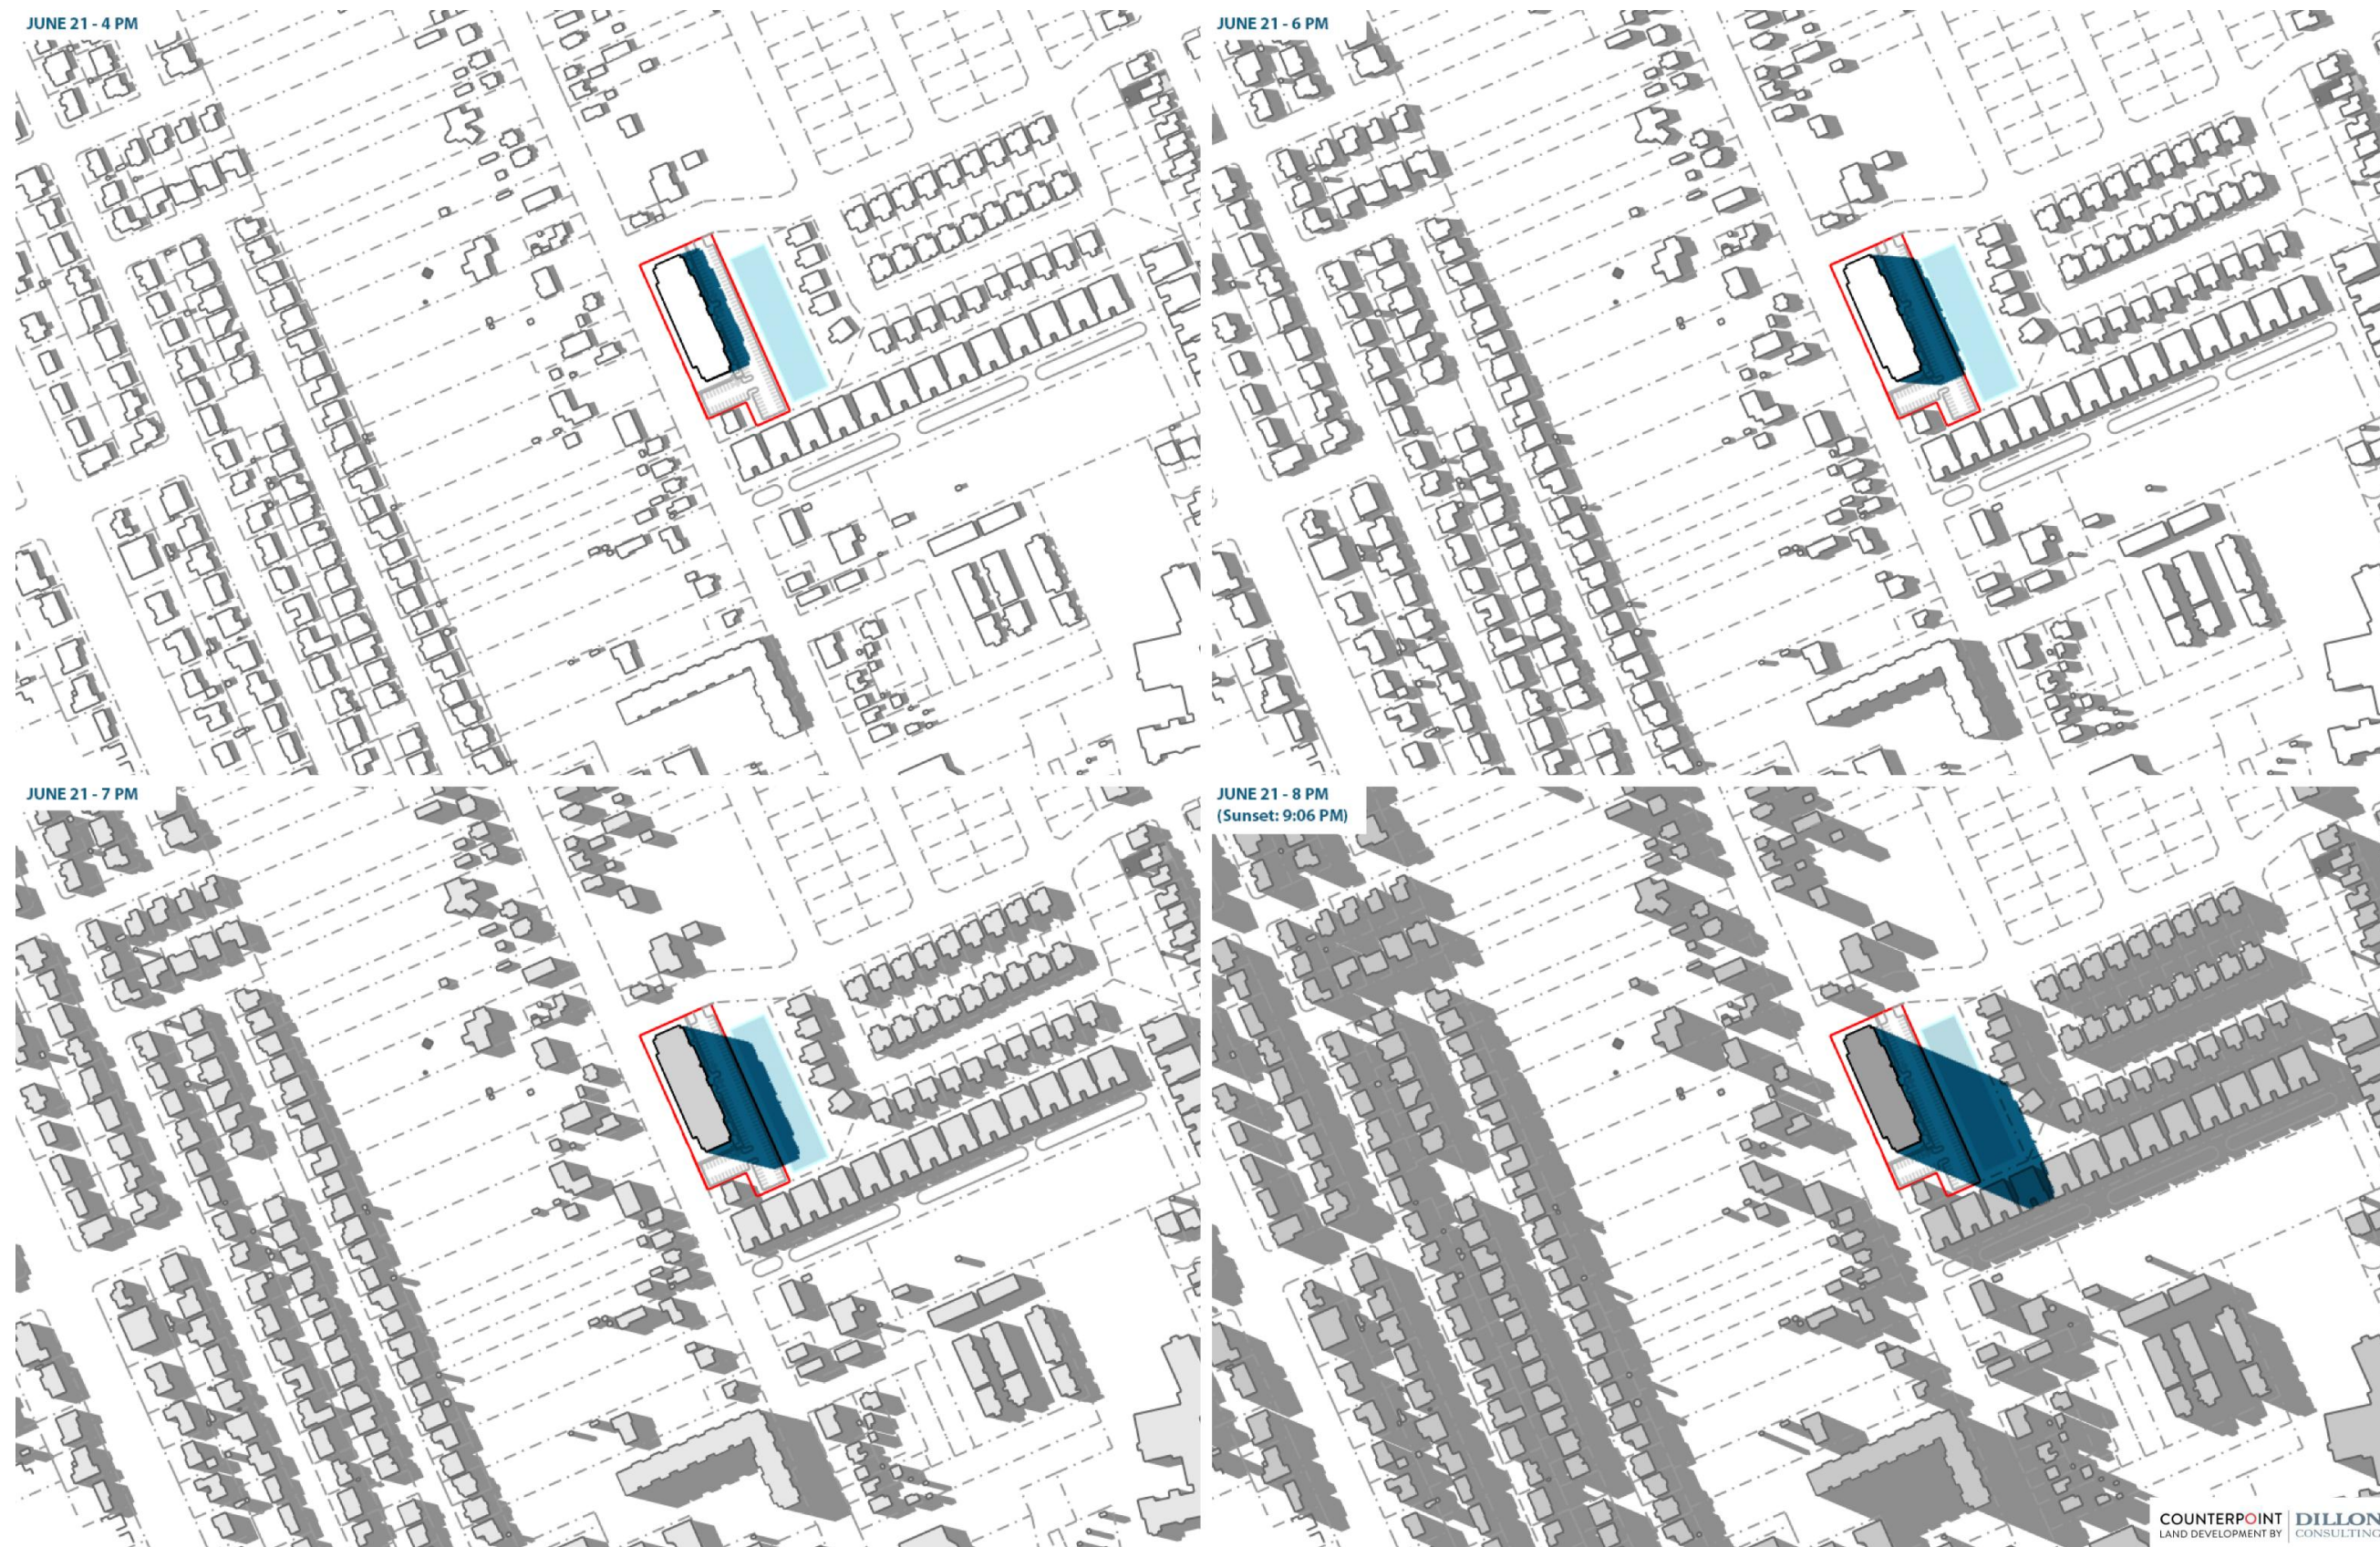 JUNE 21 - 4 PM
JUNE 21 - 6 PM
JUNE 21 - 7 PM
JUNE 21 - 8 PM
(Sunset: 9:06 PM)
COUNTERPOINT
LAND DEVELOPMENT BY
DILLON
CONSULTING